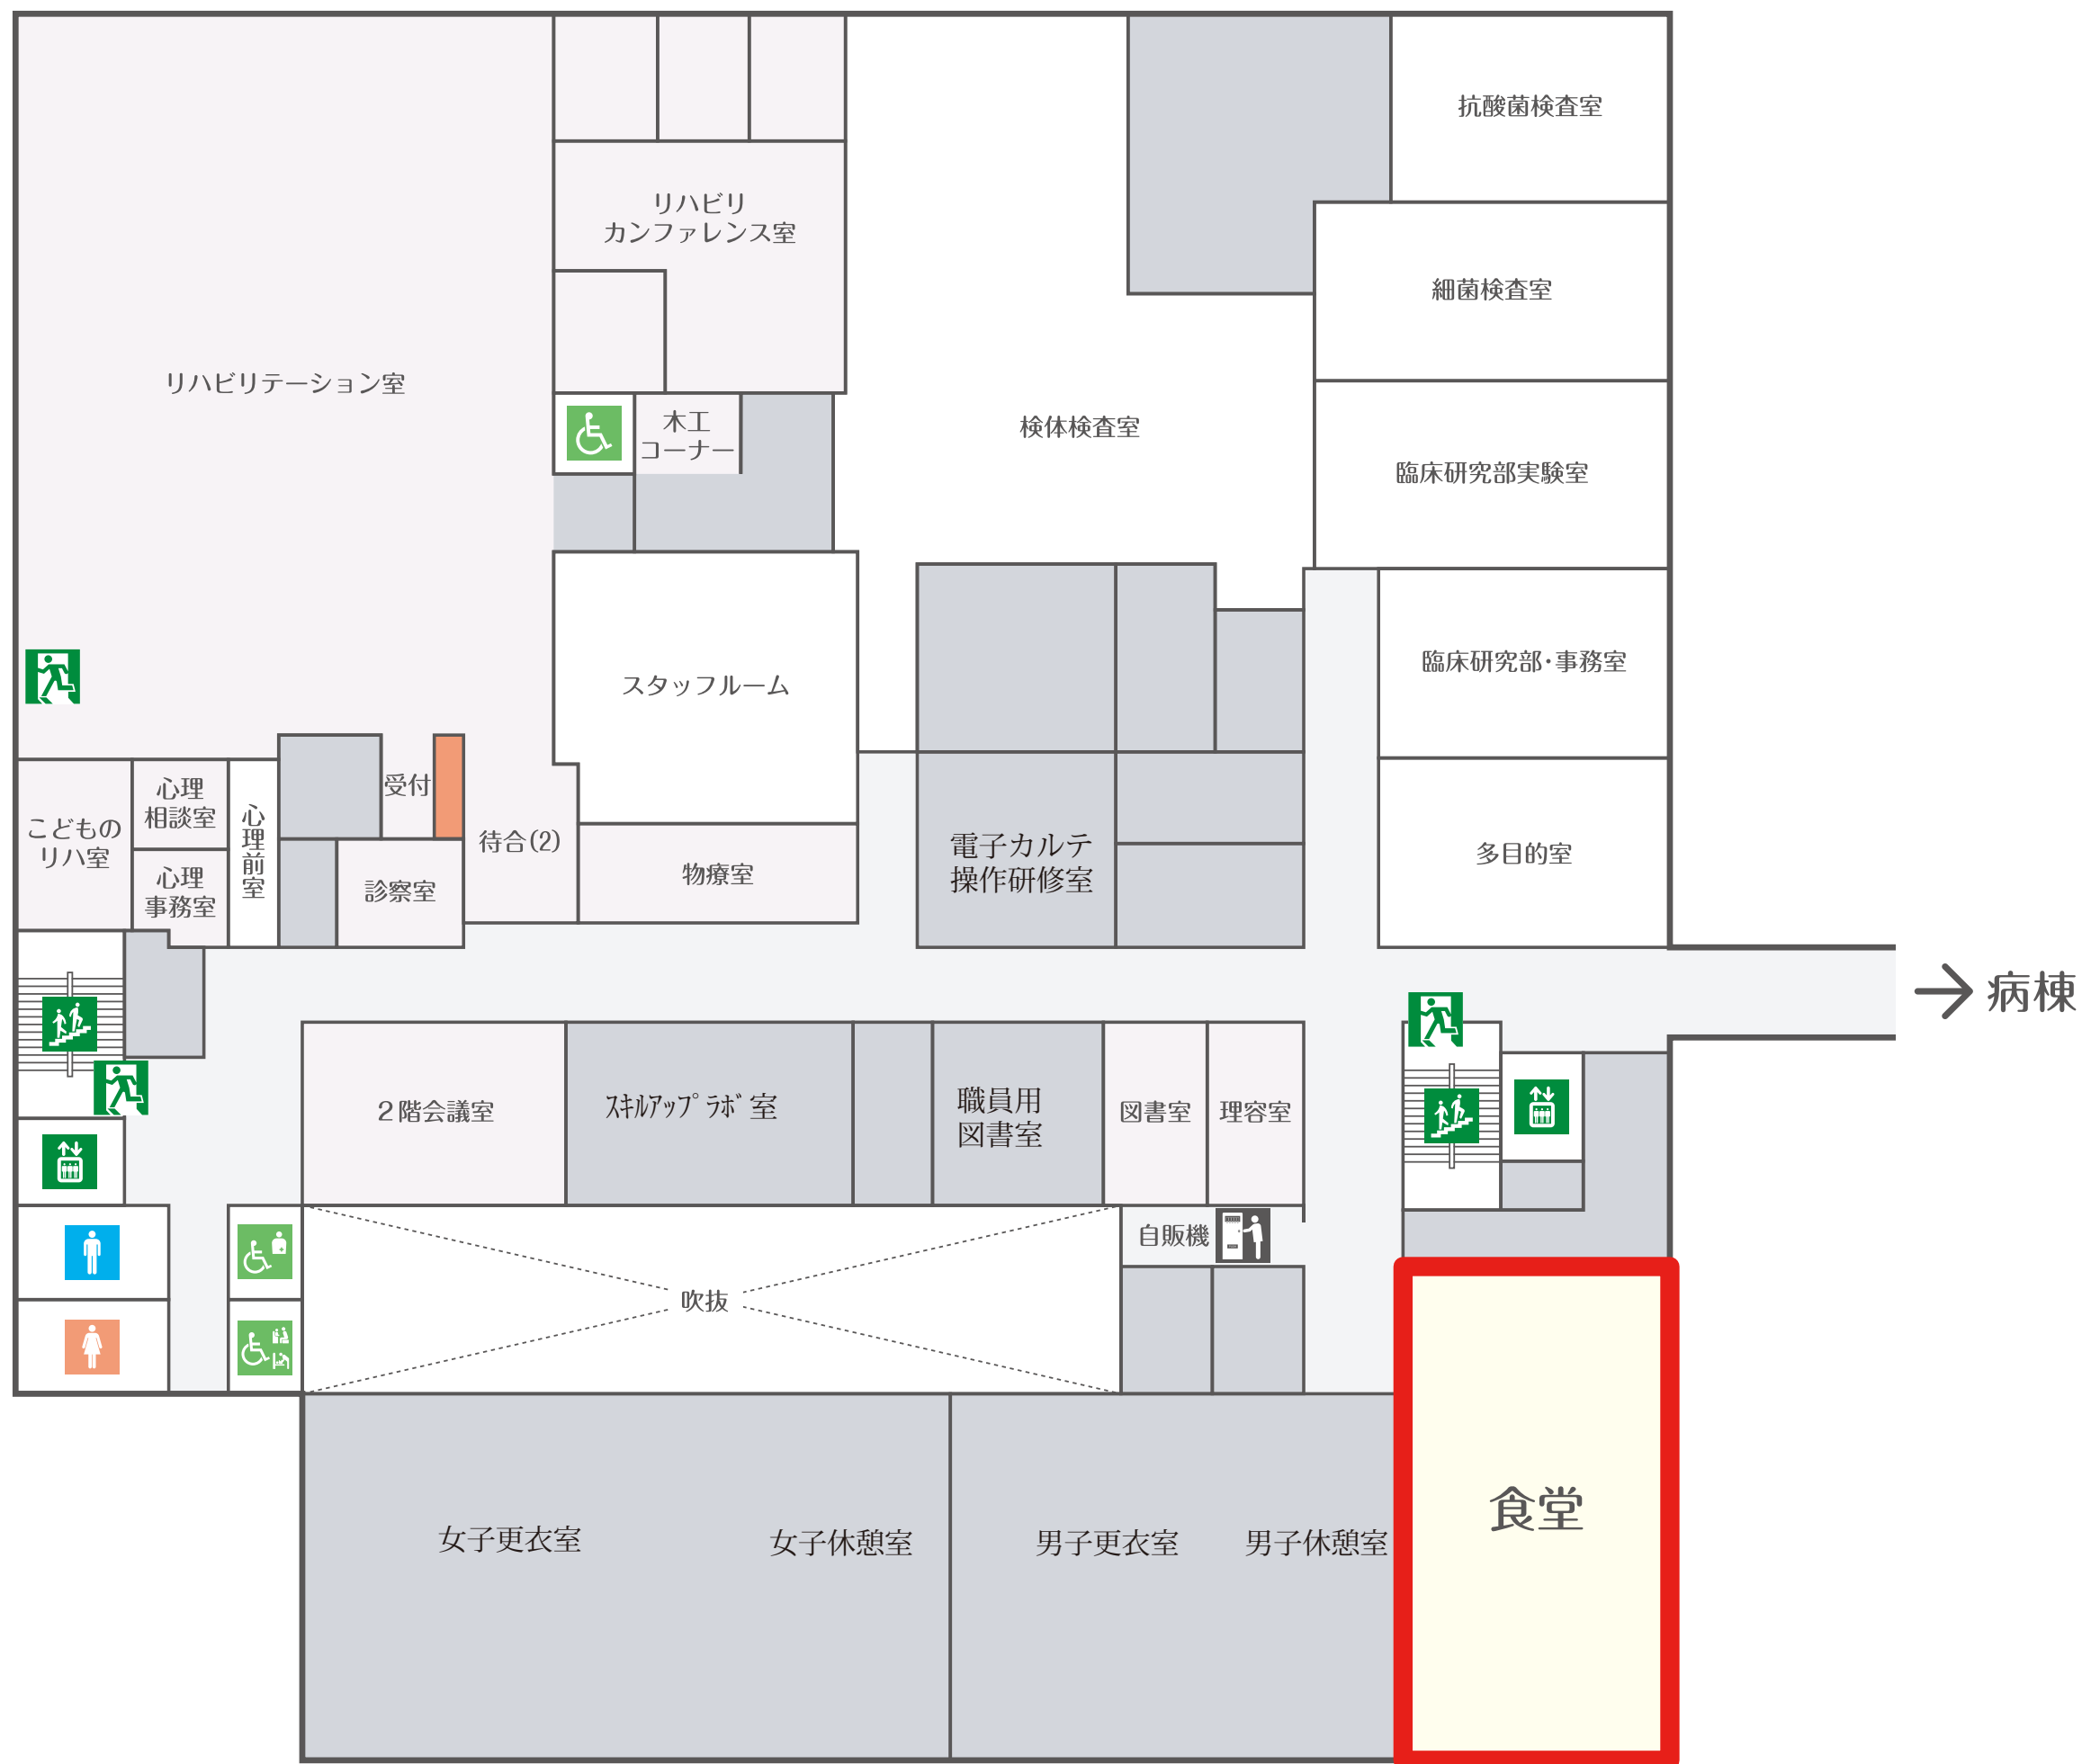 抗酸菌検査室
リハビリ
カンファレンス室
細菌検査室
リハビリテーション室
木工
コーナー
検体検査室
臨床研究部実験室
スタッフルーム
臨床研究部・事務室
こどもの
リハ室
心理
相談室
心理
事務室
心理前室
受付
診察室
待合(2)
物療室
電子カルテ
操作研修室
多目的室
病棟
2階会議室
スキルアップラボ室
職員用
図書室
図書室
理容室
自販機
吹抜
女子更衣室
女子休憩室
男子更衣室
男子休憩室
食堂